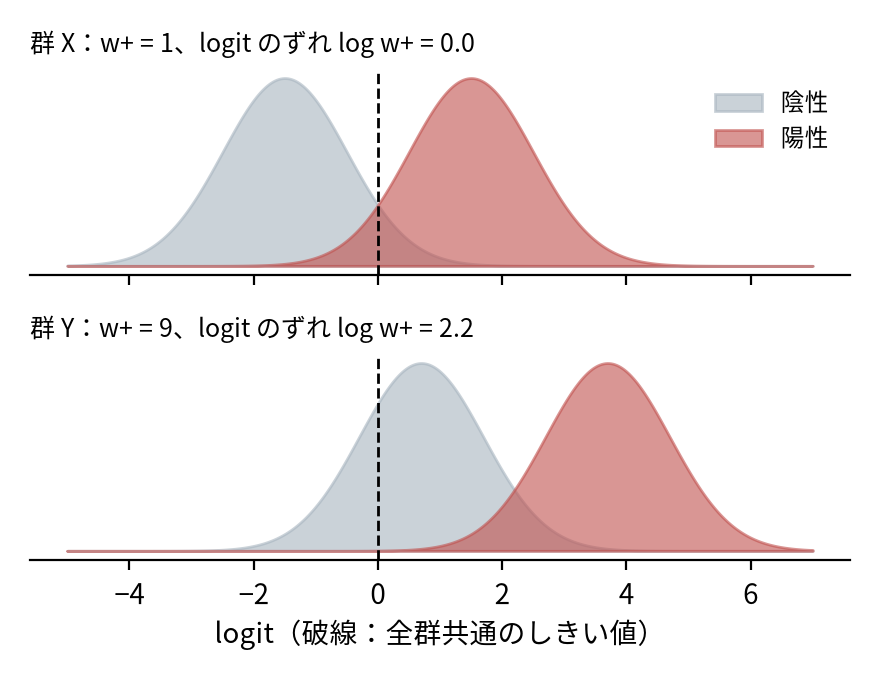 群 X：w+ = 1、logit のずれ log w+ = 0.0
陰性
陽性
群 Y：w+ = 9、logit のずれ log w+ = 2.2
−4 −2 0 2 4 6
logit（破線：全群共通のしきい値）